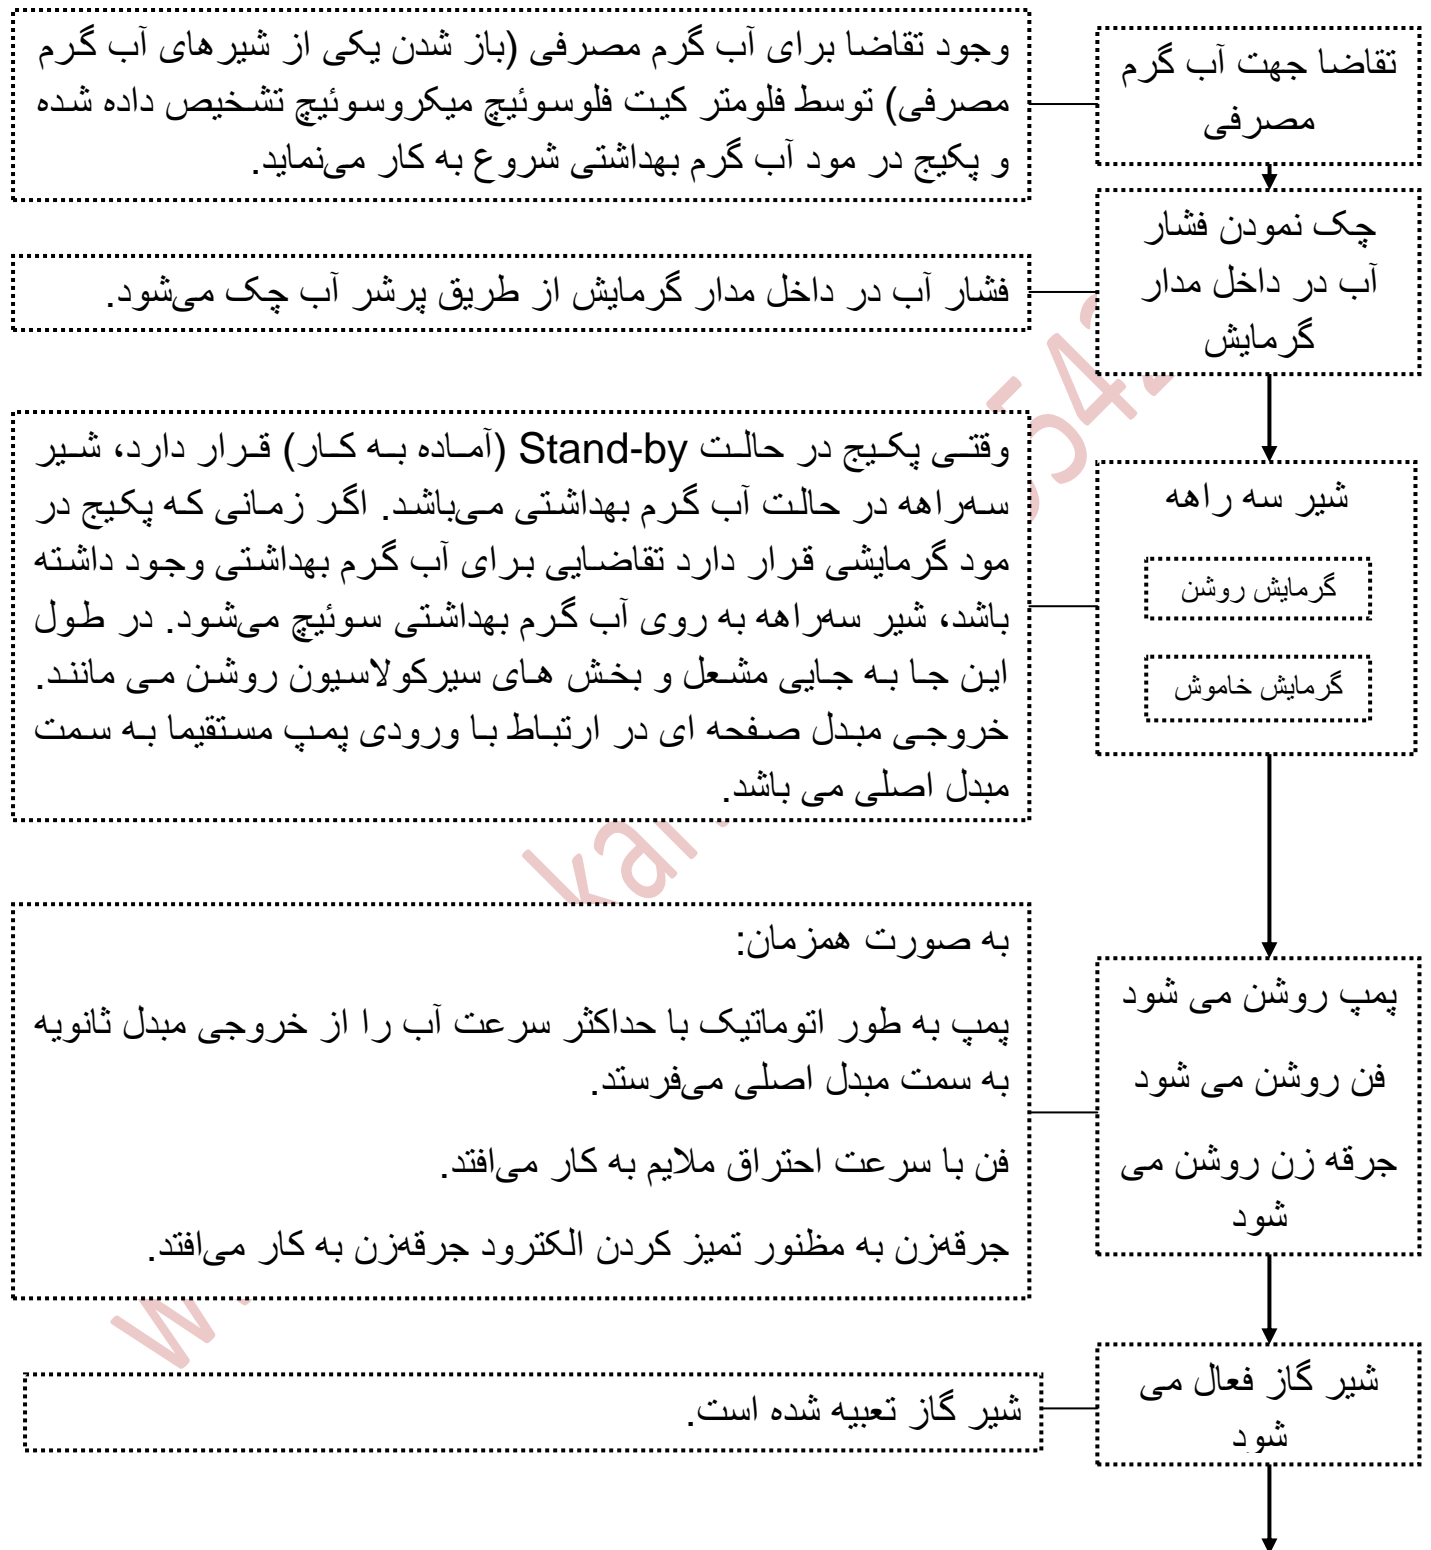 تقاضا جهت آب گرم
مصرفی
وجود تقاضا برای آب گرم مصرفی (باز شدن یکی از شیرهای آب گرم
مصرفی) توسط فلومتر کیت فلوسوئیچ میکروسوئیچ تشخیص داده شده
و پکیج در مود آب گرم بهداشتی شروع به کار می‌نماید.
چک نمودن فشار
آب در داخل مدار
گرمایش
فشار آب در داخل مدار گرمایش از طریق پرشر آب چک می‌شود.
شیر سه راهه
گرمایش روشن
گرمایش خاموش
وقتی پکیج در حالت Stand-by (آماده به کار) قرار دارد، شیر
سه‌راهه در حالت آب گرم بهداشتی می‌باشد. اگر زمانی که پکیج در
مود گرمایشی قرار دارد تقاضایی برای آب گرم بهداشتی وجود داشته
باشد، شیر سه‌راهه به روی آب گرم بهداشتی سوئیچ می‌شود. در طول
این جا به جایی مشعل و بخش های سیرکولاسیون روشن می مانند.
خروجی مبدل صفحه ای در ارتباط با ورودی پمپ مستقیما به سمت
مبدل اصلی می باشد.
پمپ روشن می شود
فن روشن می شود
جرقه زن روشن می
شود
به صورت همزمان:
پمپ به طور اتوماتیک با حداکثر سرعت آب را از خروجی مبدل ثانویه
به سمت مبدل اصلی می‌فرستد.
فن با سرعت احتراق ملایم به کار می‌افتد.
جرقه‌زن به مظنور تمیز کردن الکترود جرقه‌زن به کار می‌افتد.
شیر گاز فعال می
شود
شیر گاز تعبیه شده است.